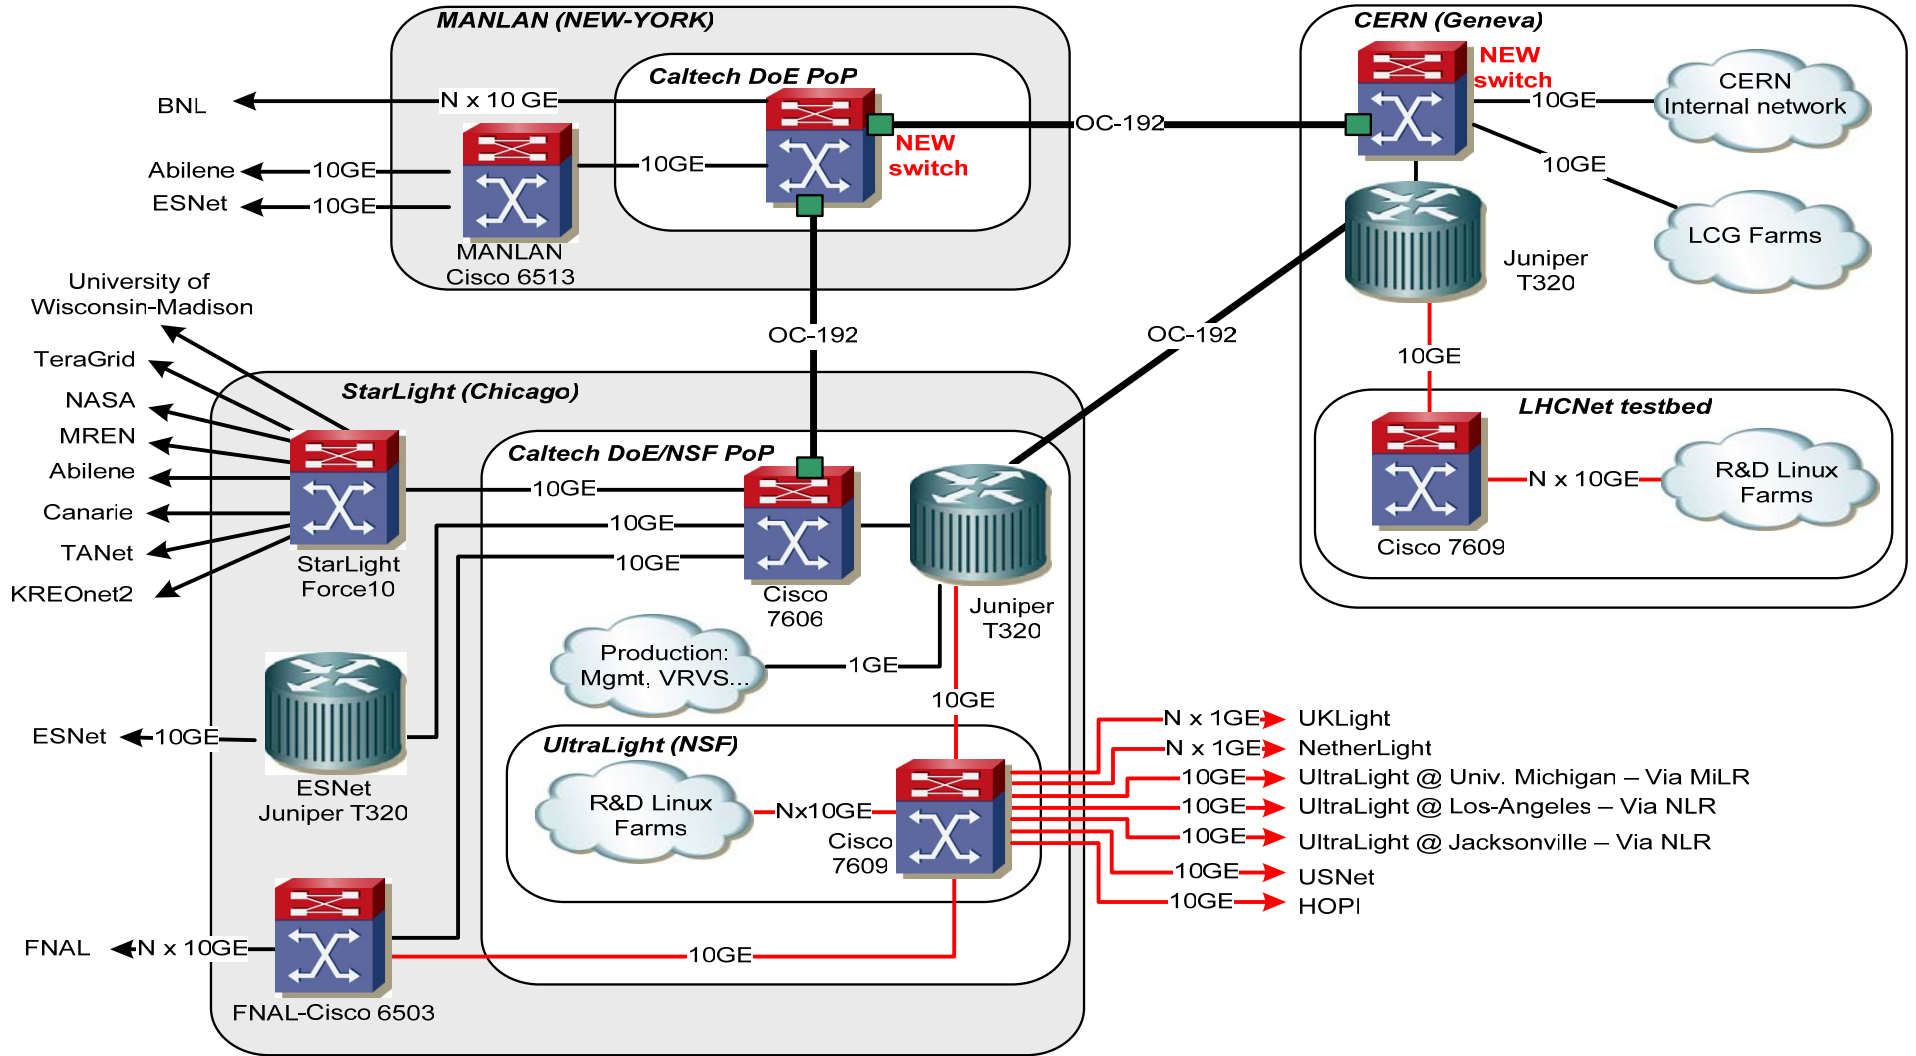 MANLAN (NEW-YORK)
Caltech DoE PoP
BNL
N x 10 GE
NEW
switch
Abilene
10GE
10GE
ESNet
10GE
MANLAN
Cisco 6513
OC-192
CERN (Geneva)
NEW
switch
10GE
CERN
Internal network
10GE
LCG Farms
Juniper
T320
10GE
LHCNet testbed
N x 10GE
R&D Linux
Farms
Cisco 7609
OC-192
OC-192
University of
Wisconsin-Madison
TeraGrid
NASA
MREN
Abilene
Canarie
TANet
KREOnet2
StarLight (Chicago)
StarLight
Force10
Caltech DoE/NSF PoP
10GE
10GE
10GE
Cisco
7606
Juniper
T320
Production:
Mgmt, VRVS...
1GE
10GE
ESNet
10GE
ESNet
Juniper T320
UltraLight (NSF)
R&D Linux
Farms
Nx10GE
Cisco
7609
N x 1GE
UKLight
N x 1GE
NetherLight
10GE
UltraLight @ Univ. Michigan – Via MiLR
10GE
UltraLight @ Los-Angeles – Via NLR
10GE
UltraLight @ Jacksonville – Via NLR
10GE
USNet
10GE
HOPI
FNAL
N x 10GE
10GE
FNAL-Cisco 6503